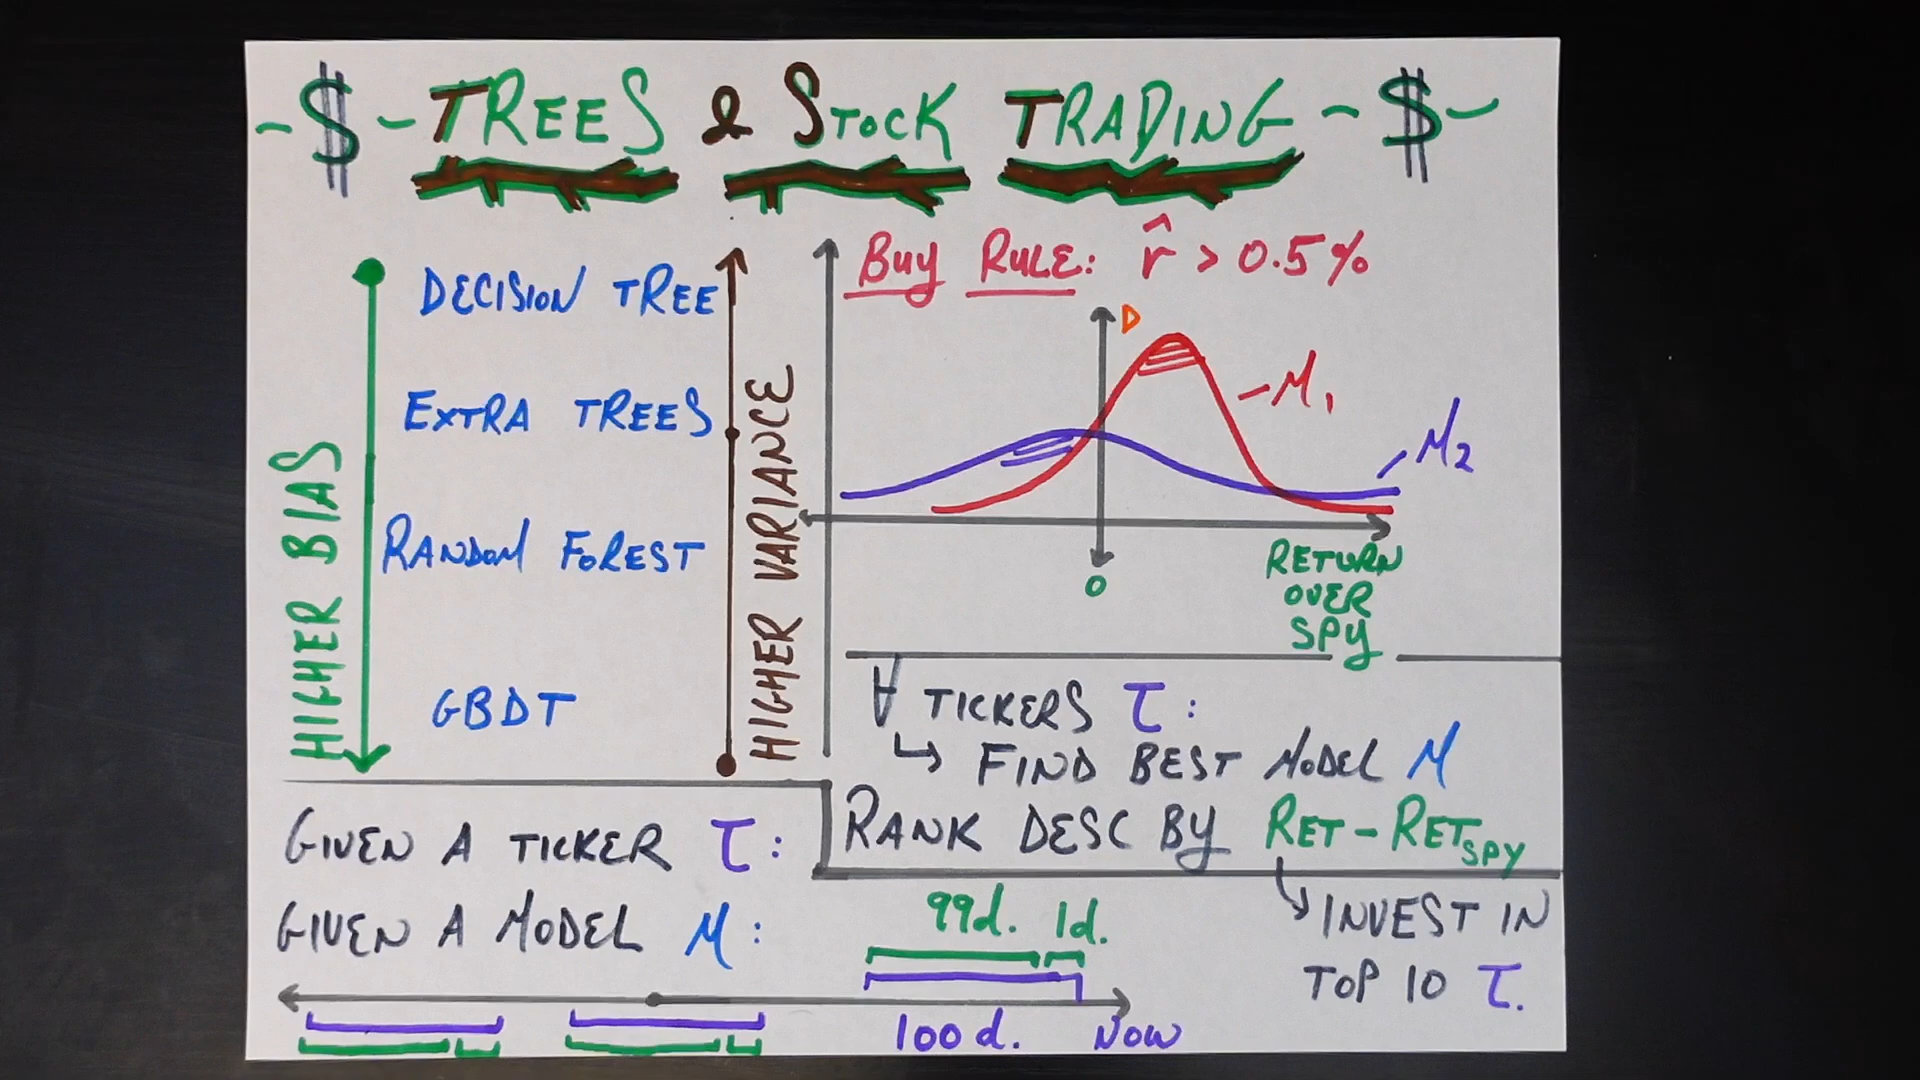 - $ - TREES & STOCK TRADING - $ -
HIGHER BIAS
DECISION TREE
EXTRA TREES
RANDOM FOREST
GBDT
HIGHER VARIANCE
BUY RULE: r̂ > 0.5%
D
M1
M2
0
RETURN
OVER
SPY
∀ TICKERS τ:
↳ FIND BEST MODEL M
RANK DESC BY RET - RET SPY
↳ INVEST IN
TOP 10 τ.
GIVEN A TICKER τ:
GIVEN A MODEL M:
99d. 1d.
100 d. NOW